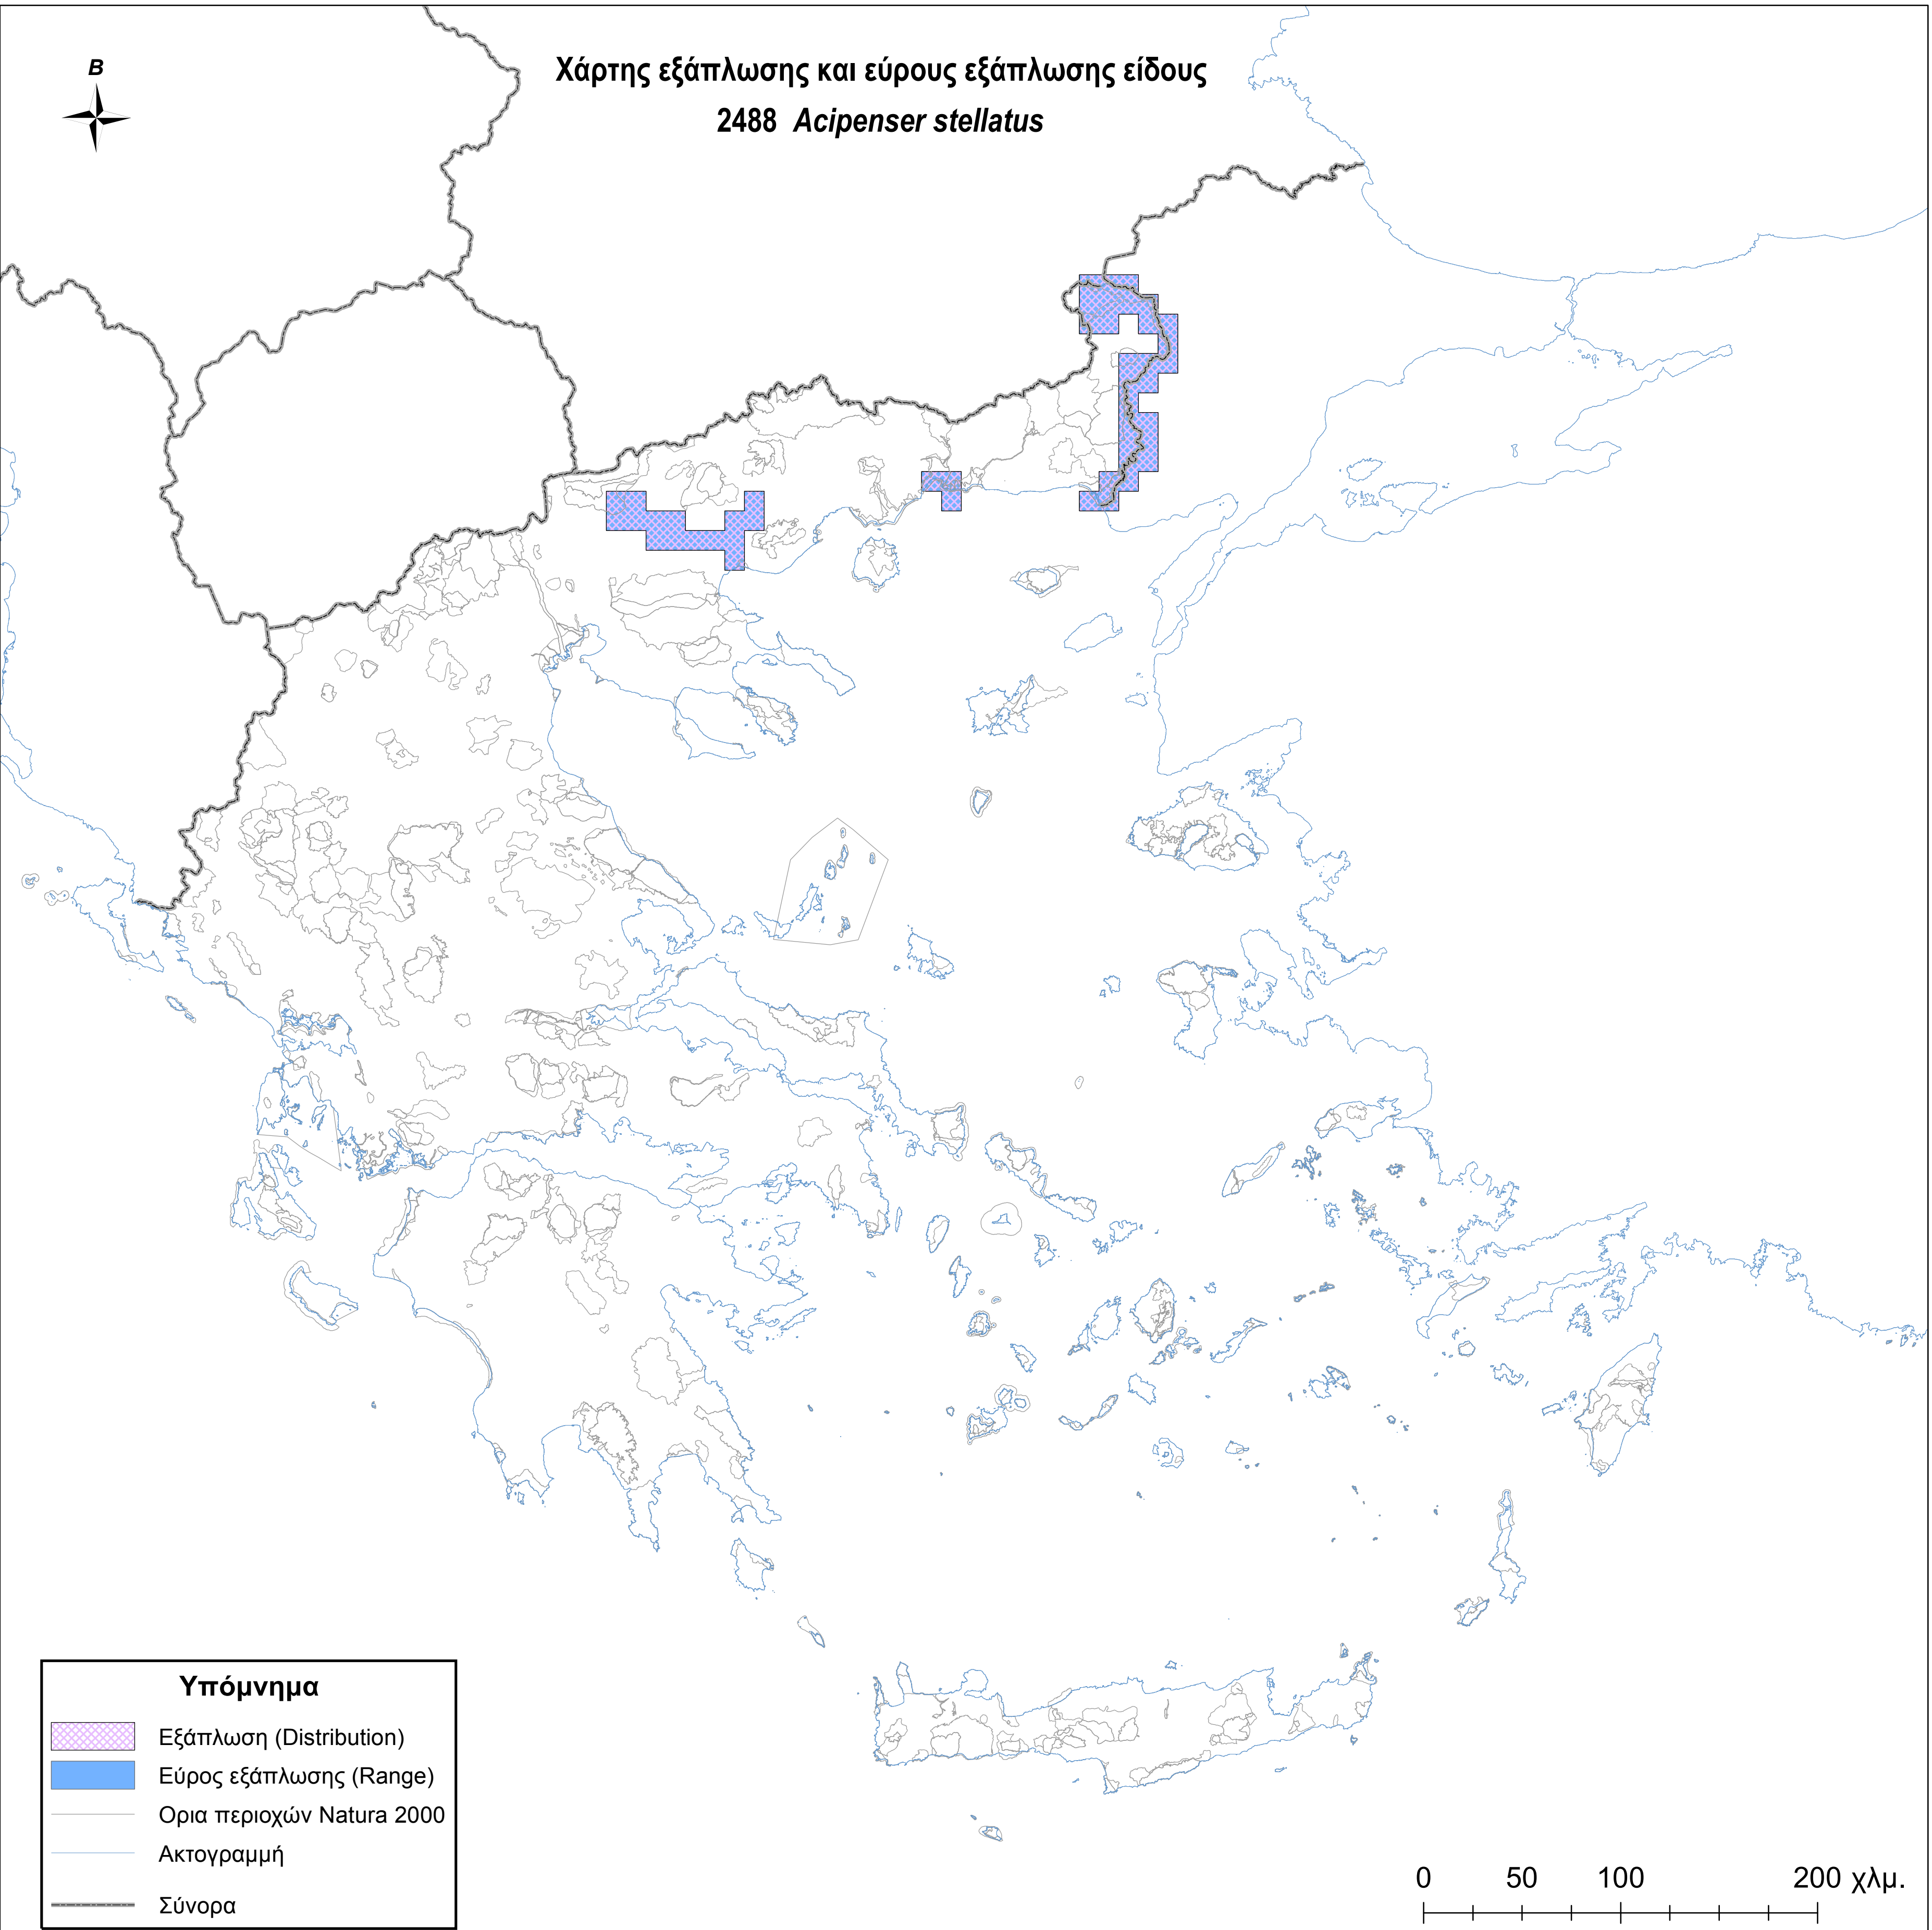 B
Χάρτης εξάπλωσης και εύρους εξάπλωσης είδους
2488 Acipenser stellatus
Υπόμνημα
Εξάπλωση (Distribution)
Εύρος εξάπλωσης (Range)
Ορια περιοχών Natura 2000
Ακτογραμμή
Σύνορα
0 50 100 200 χλμ.